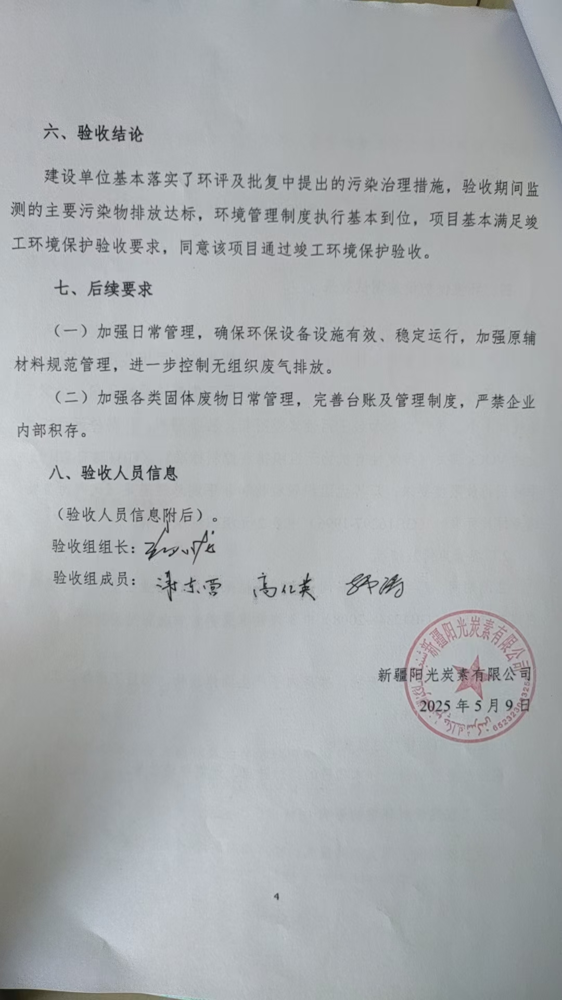 六、验收结论
建设单位基本落实了环评及批复中提出的污染治理措施，验收期间监
测的主要污染物排放达标，环境管理制度执行基本到位，项目基本满足竣
工环境保护验收要求，同意该项目通过竣工环境保护验收。
七、后续要求
（一）加强日常管理，确保环保设备设施有效、稳定运行，加强原辅
材料规范管理，进一步控制无组织废气排放。
（二）加强各类固体废物日常管理，完善台账及管理制度，严禁企业
内部积存。
八、验收人员信息
（验收人员信息附后）。
验收组组长：
验收组成员： 高仁英 韩涛
新疆阳光炭素有限公司
新疆阳光炭素有限公司
2025 年 5 月 9 日
4